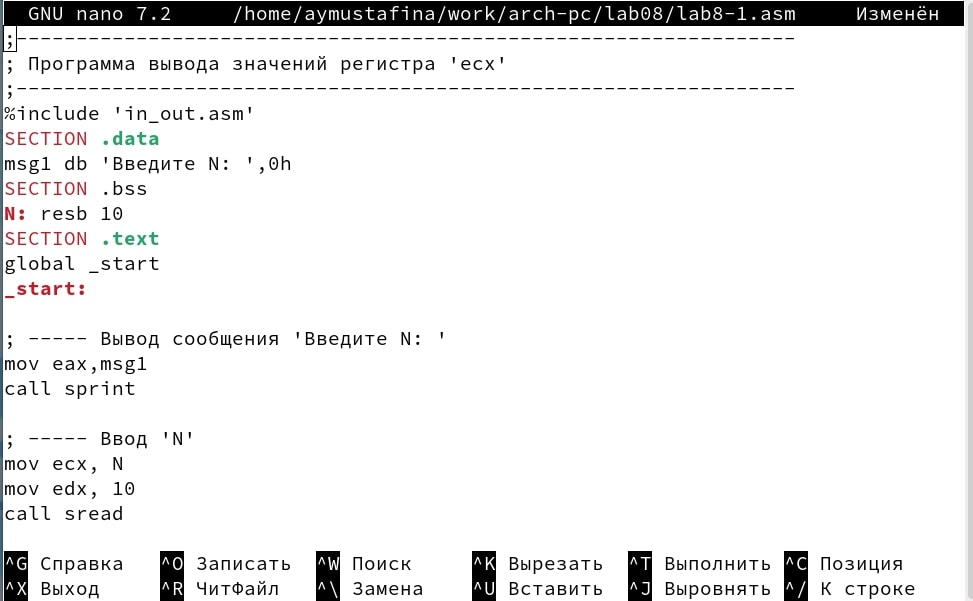 GNU nano 7.2 /home/aymustafina/work/arch-pc/lab08/lab8-1.asm Изменён
;-----------------------------------------------------------------
; Программа вывода значений регистра 'ecx'
;-----------------------------------------------------------------
%include 'in_out.asm'
SECTION .data
msg1 db 'Введите N: ',0h
SECTION .bss
N: resb 10
SECTION .text
global _start
_start:
; ----- Вывод сообщения 'Введите N: '
mov eax,msg1
call sprint
; ----- Ввод 'N'
mov ecx, N
mov edx, 10
call sread
^G Справка ^O Записать ^W Поиск ^K Вырезать ^T Выполнить ^C Позиция
^X Выход ^R ЧитФайл ^\ Замена ^U Вставить ^J Выровнять ^/ К строке